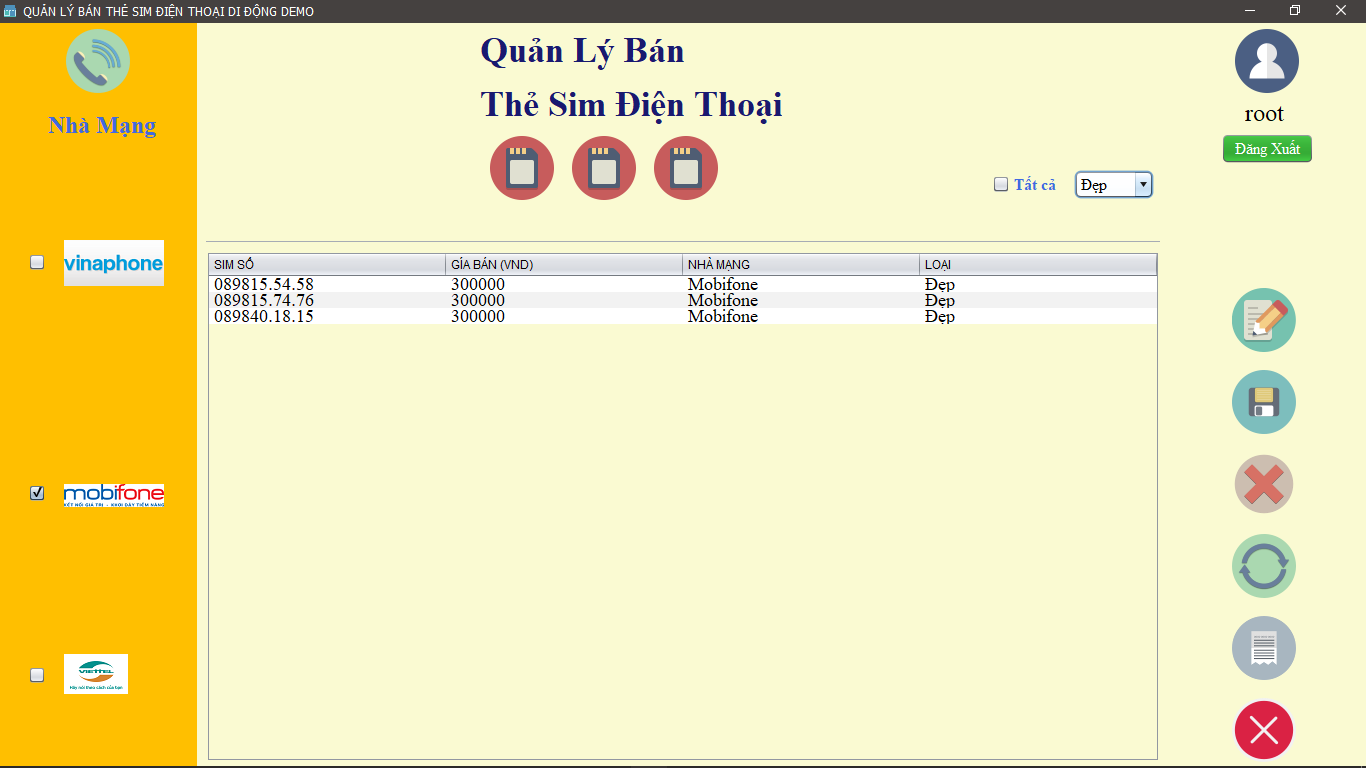 QUẢN LÝ BÁN THẺ SIM ĐIỆN THOẠI DI ĐỘNG DEMO
Nhà Mạng
vinaphone
mobifone
KẾT NỐI GIÁ TRỊ - KHƠI DẬY TIỀM NĂNG
VIETTEL
Hãy nói theo cách của bạn
Quản Lý Bán
Thẻ Sim Điện Thoại
Tất cả
Đẹp
root
Đăng Xuất
SIM SỐ GÍA BÁN (VND) NHÀ MẠNG LOẠI
089815.54.58 300000 Mobifone Đẹp
089815.74.76 300000 Mobifone Đẹp
089840.18.15 300000 Mobifone Đẹp